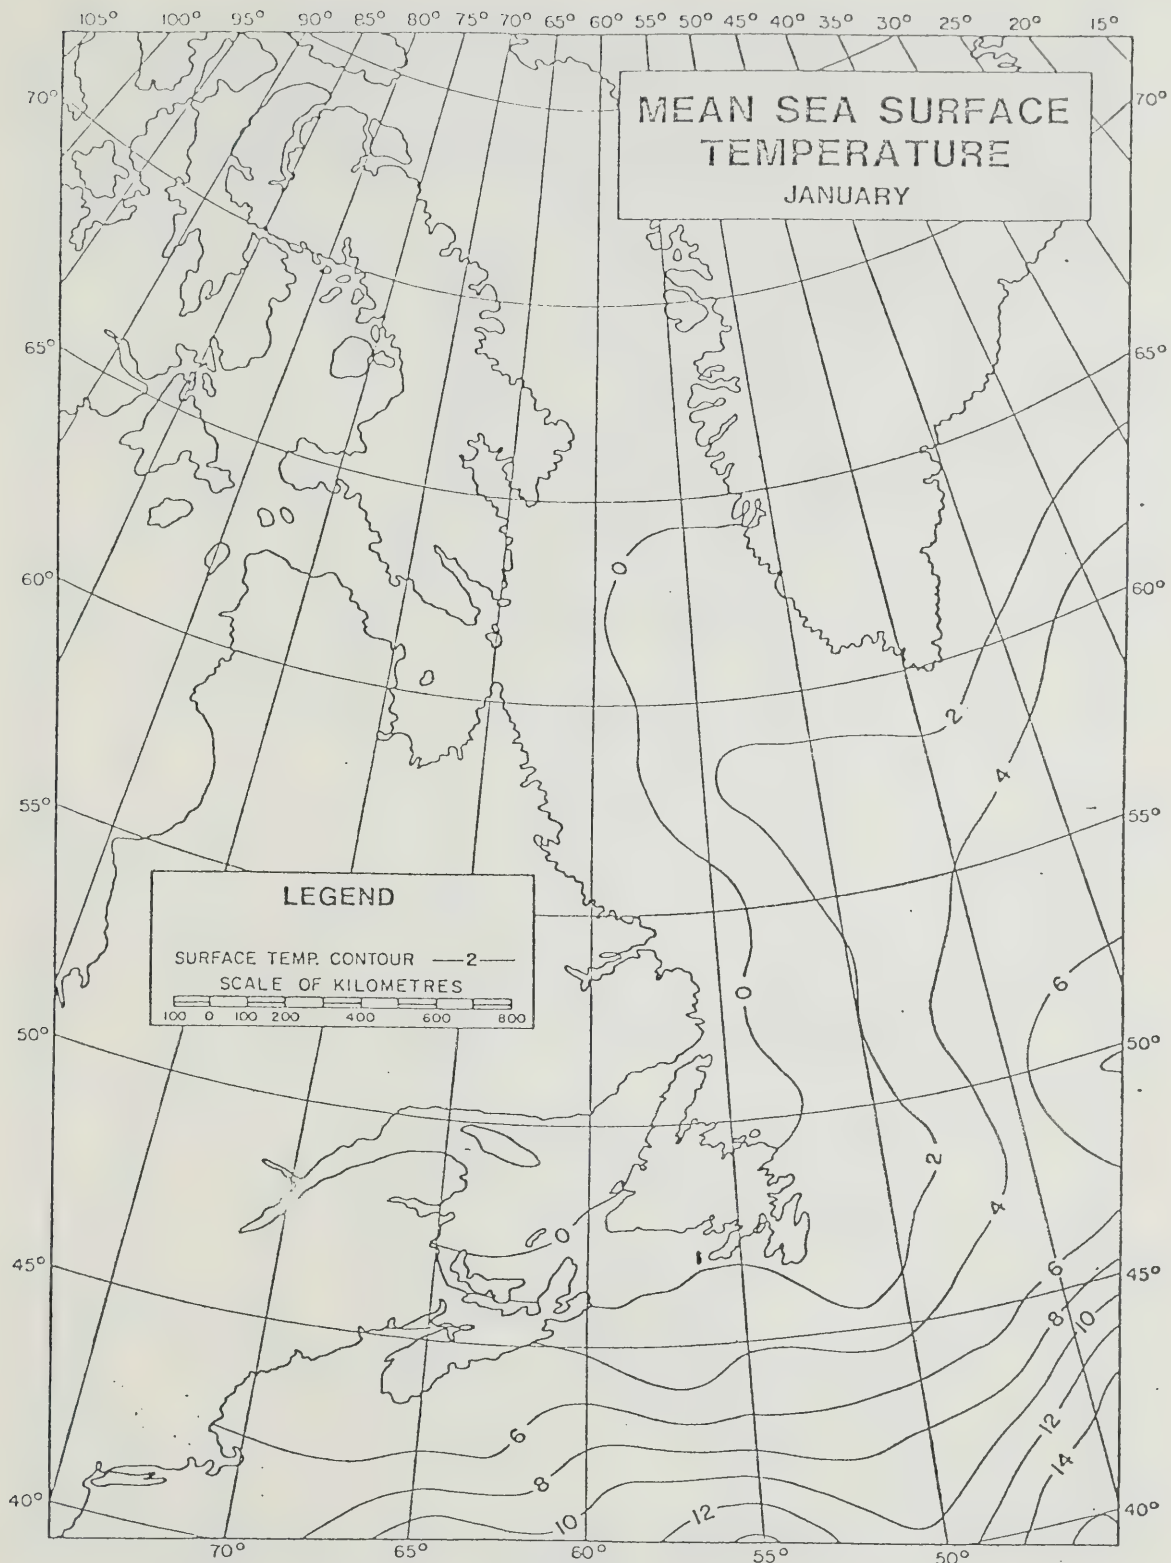 105° 100° 95° 90° 85° 80° 75° 70° 65° 60° 55° 50° 45° 40° 35° 30° 25° 20° 15°
MEAN SEA SURFACE
TEMPERATURE
JANUARY
70° 70°
65° 65°
0
60° 60°
2
4
55° 55°
LEGEND
SURFACE TEMP. CONTOUR —2—
SCALE OF KILOMETRES
100 0 100 200 400 600 800
6
0
50° 50°
2
4
0
6
45° 45°
8
10
12
6
14
8
40° 10 12 40°
70° 65° 60° 55° 50°